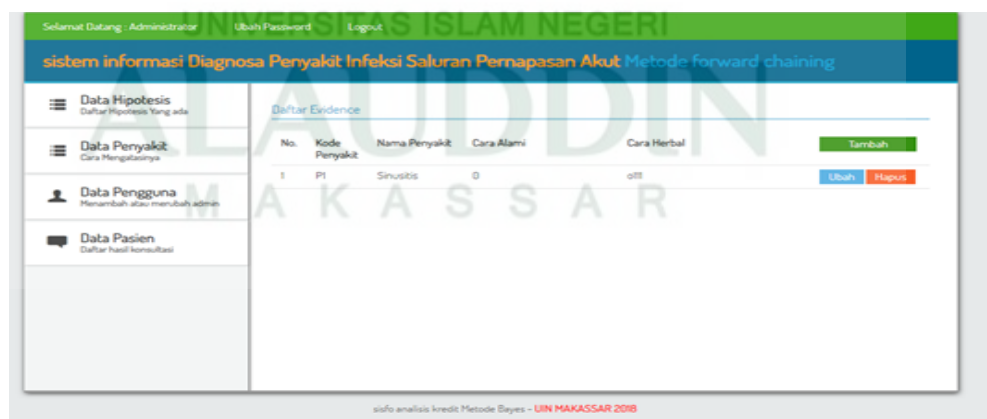 Selamat Datang : Administrator Ubah Password Logout
UNIVERSITAS ISLAM NEGERI
sistem informasi Diagnosa Penyakit Infeksi Saluran Pernapasan Akut Metode forward chaining
ALAUDDIN
MAKASSAR
Data Hipotesis
Daftar Hipotesis Yang ada
Data Penyakit
Cara Mengatasinya
Data Pengguna
Menambah atau merubah admin
Data Pasien
Daftar hasil konsultasi
Daftar Evidence
No. Kode Penyakit Nama Penyakit Cara Alami Cara Herbal Tambah
1 P1 Sinusitis 0 Ubah Hapus
sisfo analisis kredit Metode Bayes - UIN MAKASSAR 2018